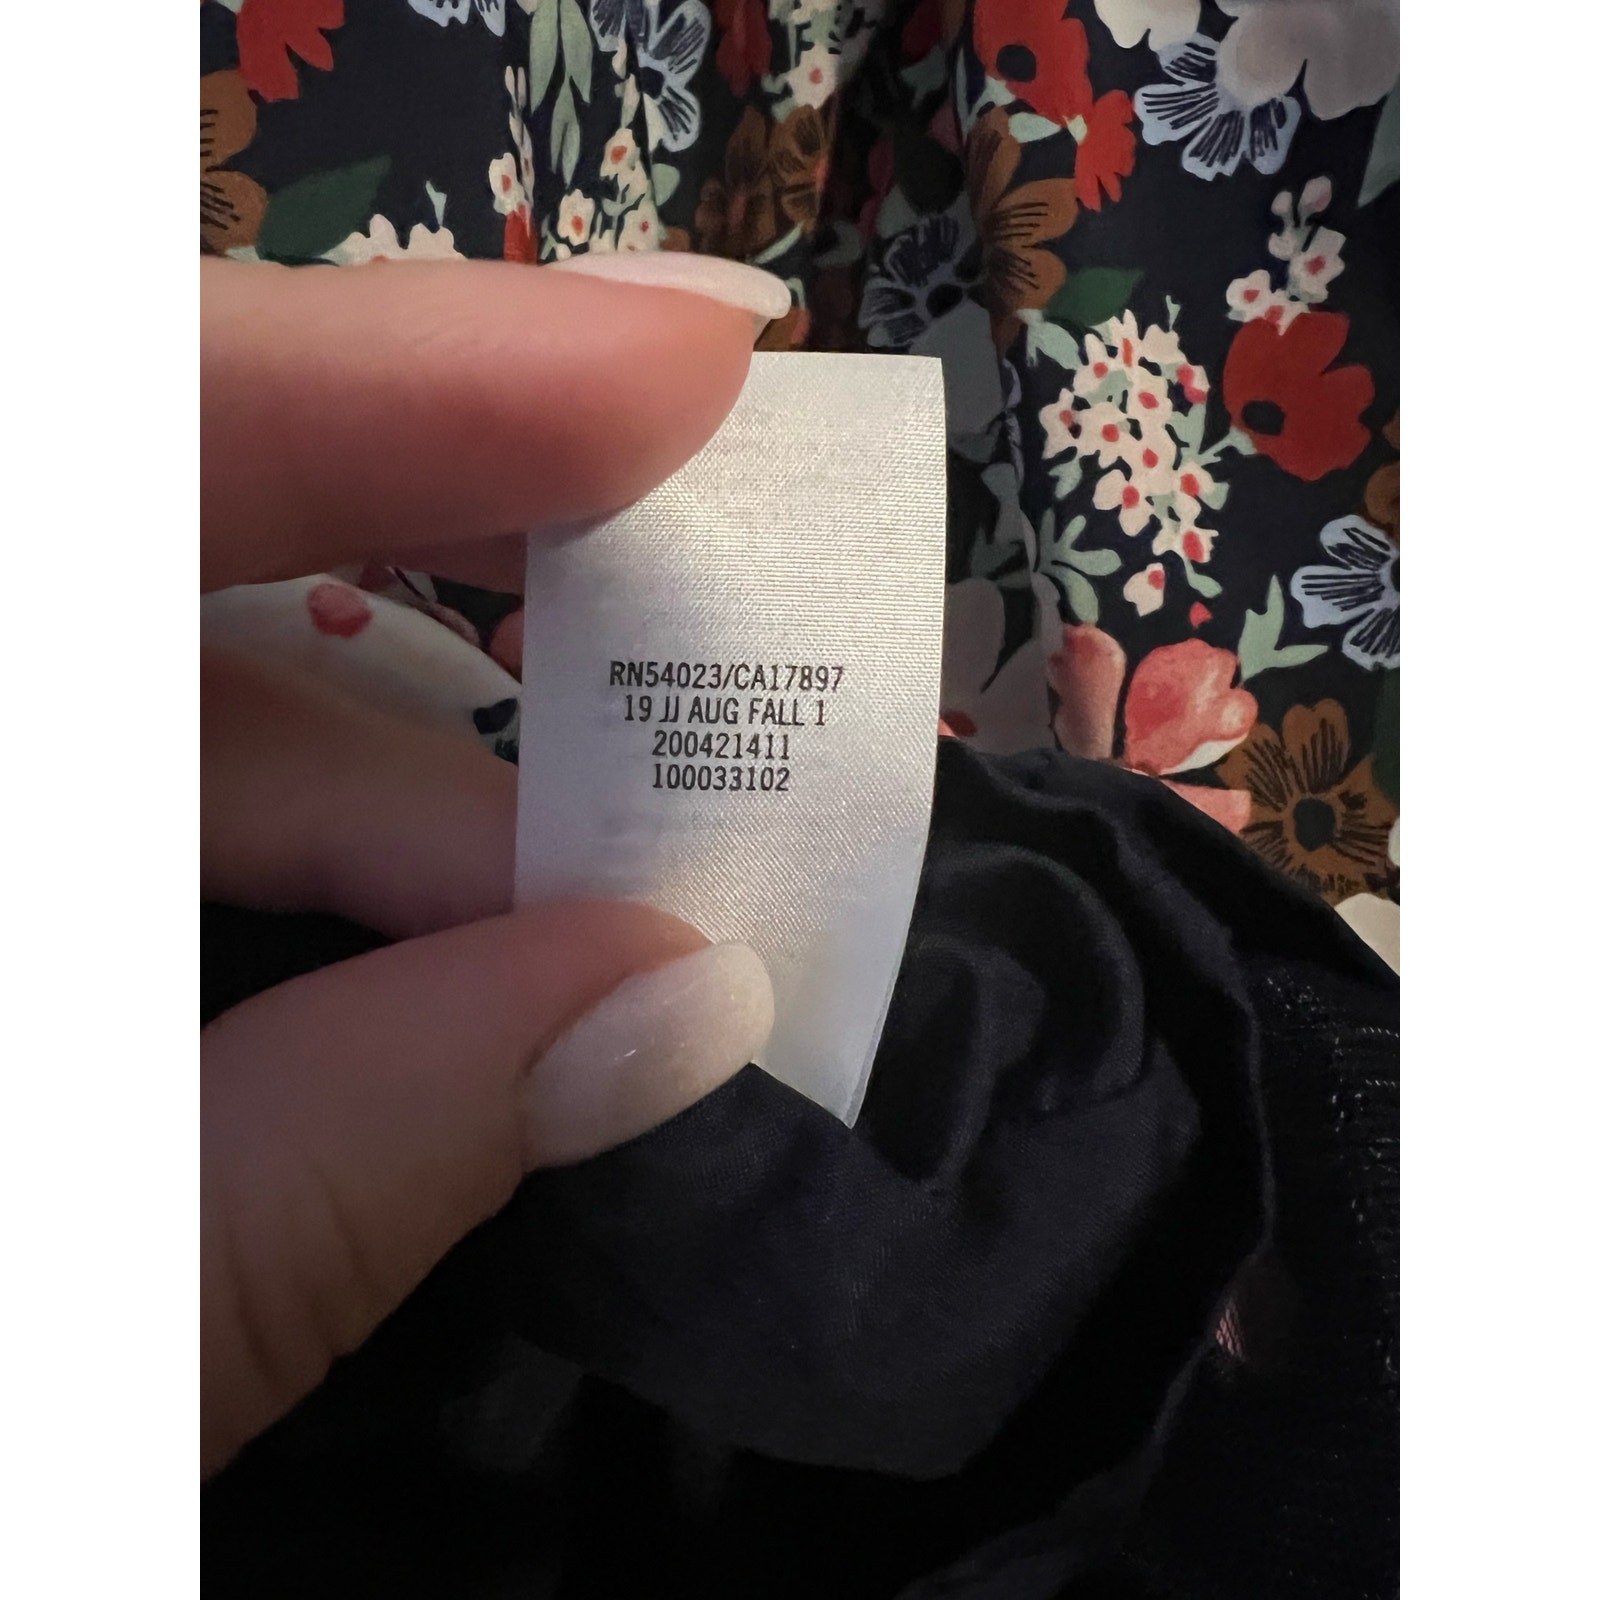 RN54023/CA17897
19 JJ AUG FALL 1
200421411
100033102